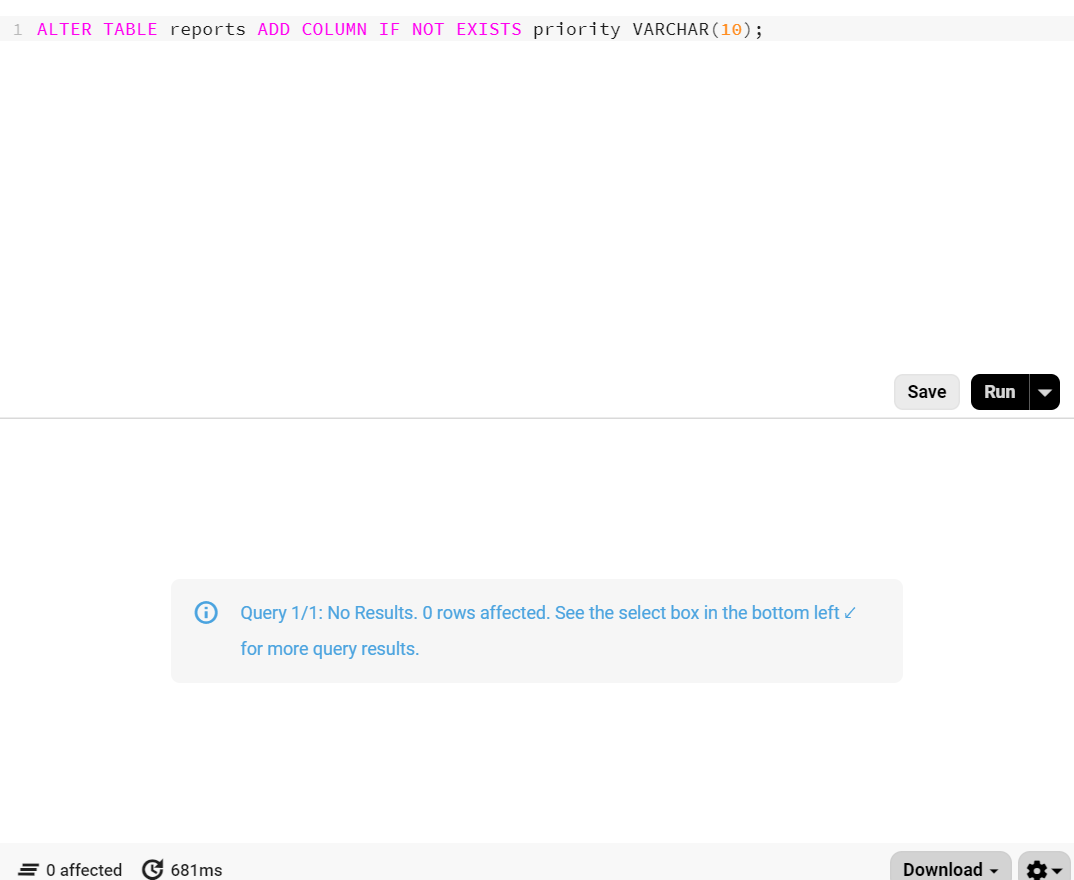 1 ALTER TABLE reports ADD COLUMN IF NOT EXISTS priority VARCHAR(10);
Save Run
Query 1/1: No Results. 0 rows affected. See the select box in the bottom left ↙
for more query results.
0 affected 681ms Download